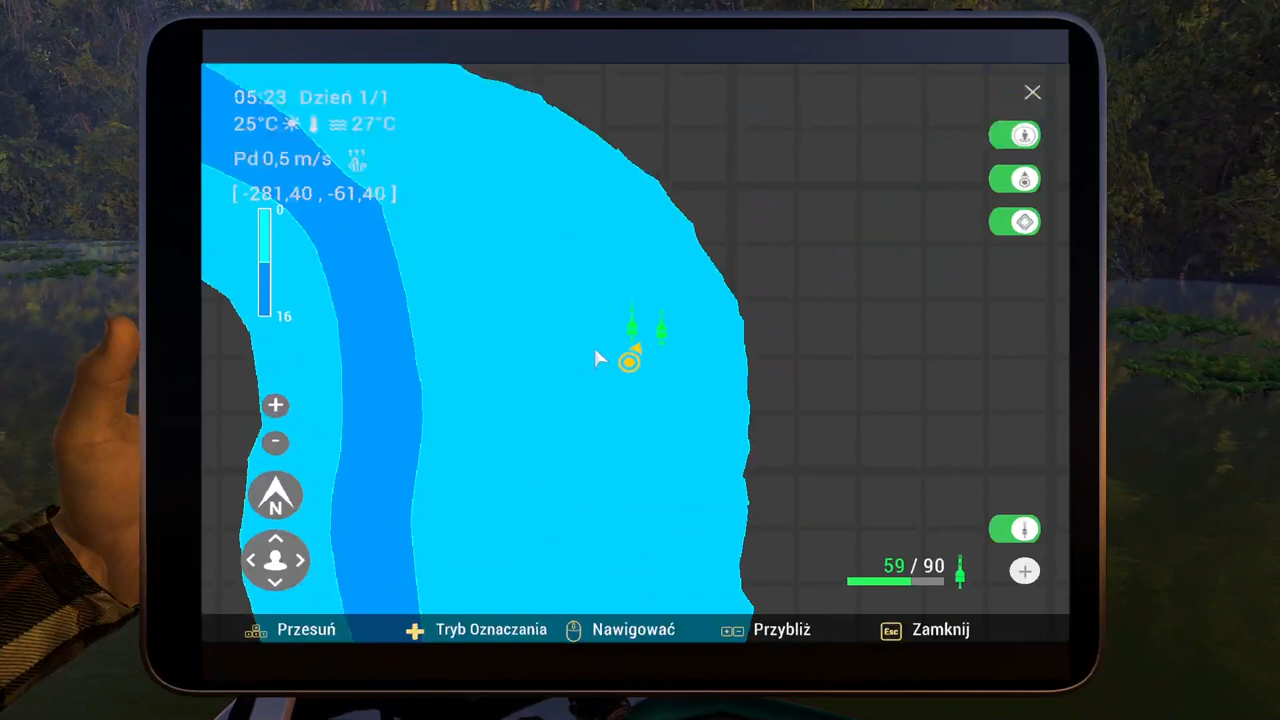 05:23 Dzień 1/1
25°C 27°C
Pd 0,5 m/s
[ -281,40 , -61,40 ]
0
16
+
-
N
59 / 90
+
Przesuń
Tryb Oznaczania
0
Nawigować
Przybliż
Esc
Zamknij